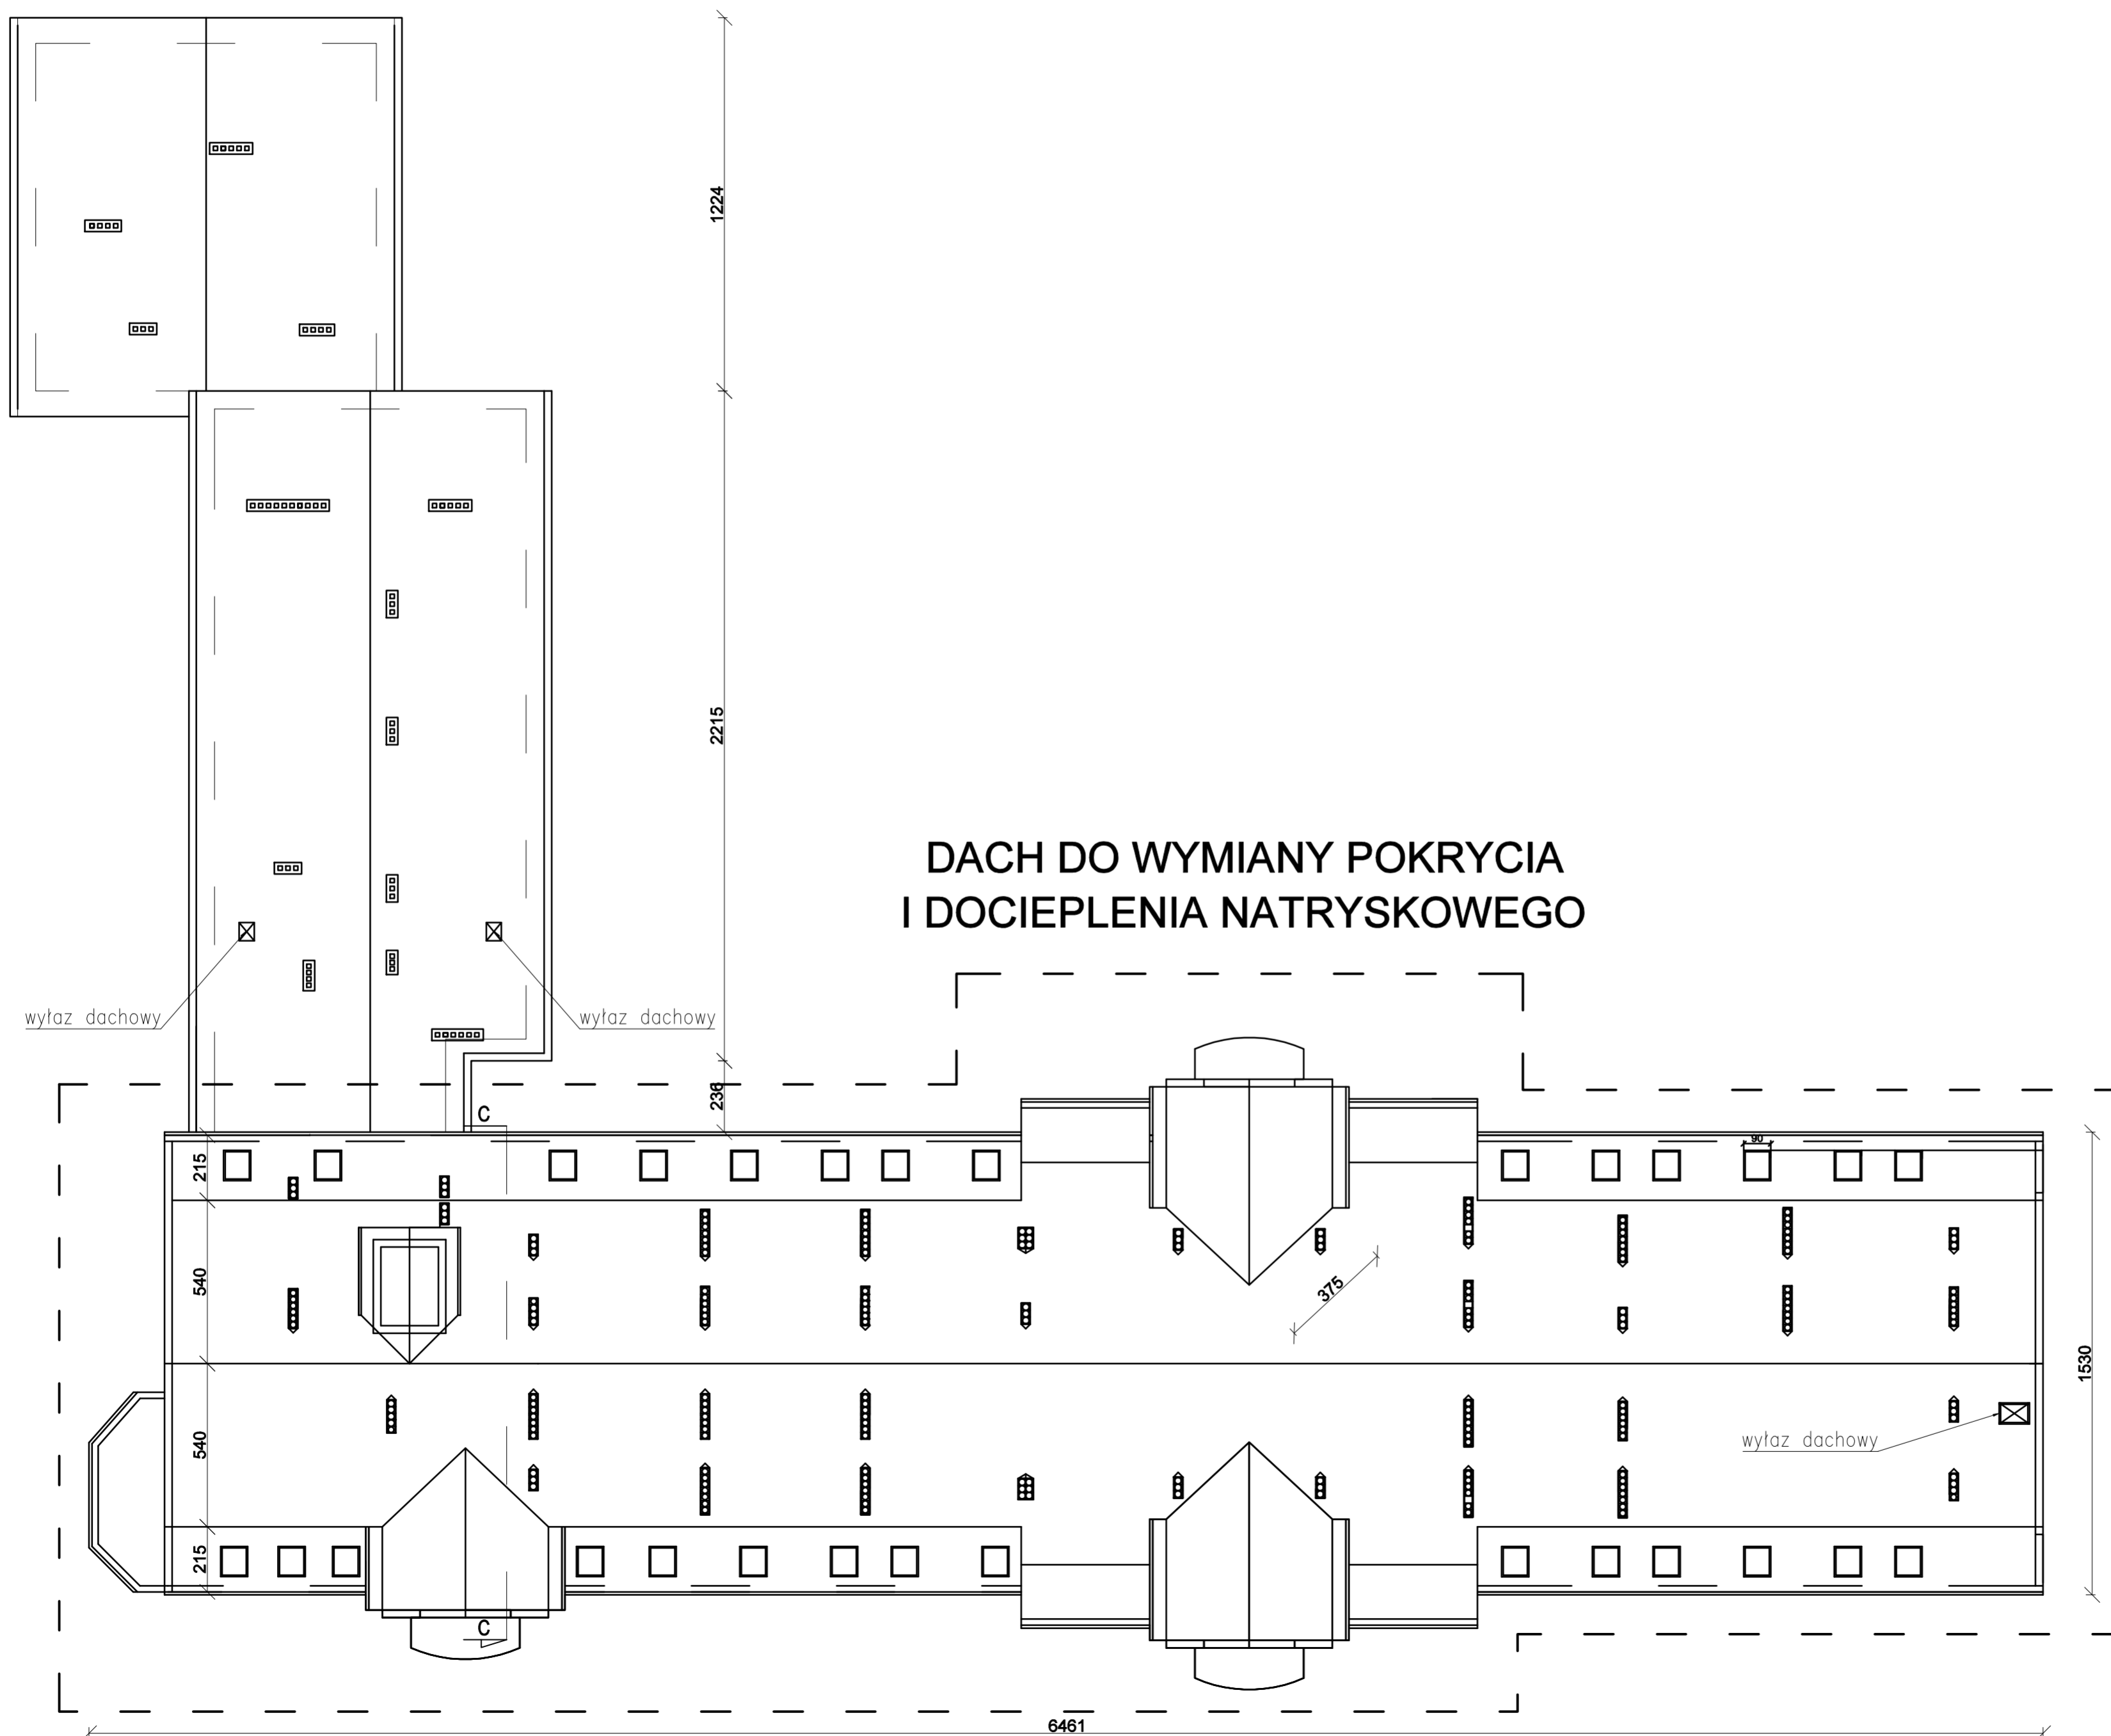 1224
2215
DACH DO WYMIANY POKRYCIA
I DOCIEPLENIA NATRYSKOWEGO
wyłaz dachowy
wyłaz dachowy
236
C
90
215
540
375
1530
540
wyłaz dachowy
215
C
6461